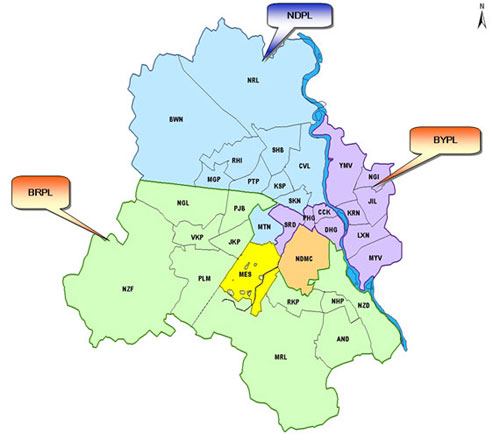 N
NDPL
NRL
BWN
BYPL
SHB
YMV
RHI
CVL
NGI
MGP
PTP
KSP
JIL
BRPL
NGL
SKN
PJB
CCK
KRN
PHG
MTN
SRD
DHG
LXN
VKP
JKP
MYV
NDMC
PLM
MES
NZF
RKP
NHP
NZD
AND
MRL